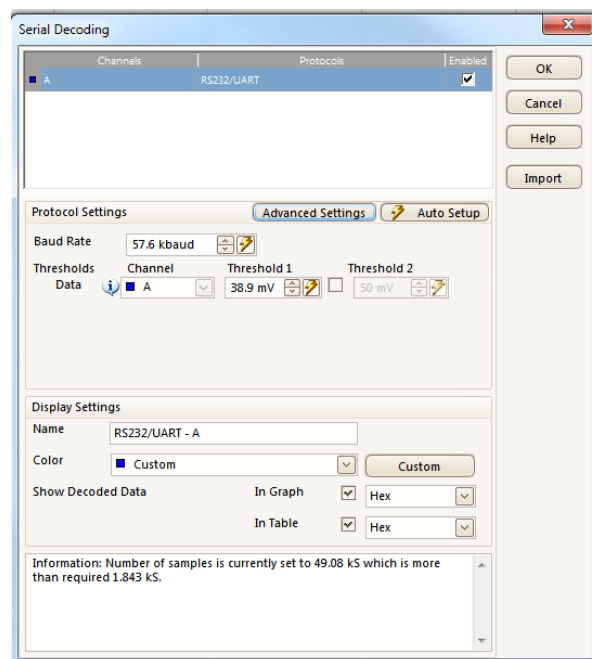 Serial Decoding
Channels Protocols Enabled
A RS232/UART
OK
Cancel
Help
Import
Protocol Settings Advanced Settings Auto Setup
Baud Rate 57.6 kbaud
Thresholds Channel Threshold 1 Threshold 2
Data A 38.9 mV 50 mV
Display Settings
Name RS232/UART - A
Color Custom Custom
Show Decoded Data In Graph Hex
In Table Hex
Information: Number of samples is currently set to 49.08 kS which is more
than required 1.843 kS.